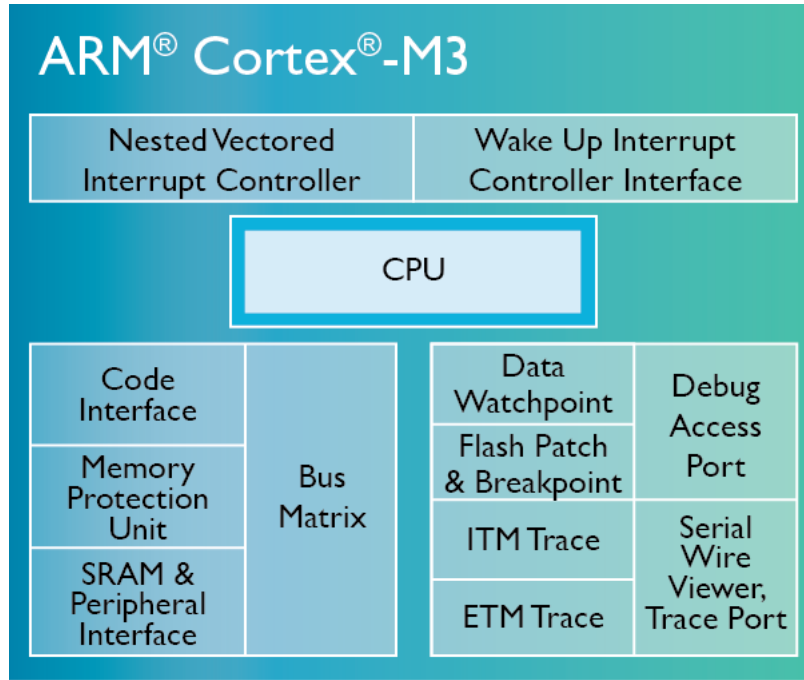 ARM® Cortex®-M3
Nested Vectored
Interrupt Controller
Wake Up Interrupt
Controller Interface
CPU
Code
Interface
Memory
Protection
Unit
SRAM &
Peripheral
Interface
Bus
Matrix
Data
Watchpoint
Flash Patch
& Breakpoint
ITM Trace
ETM Trace
Debug
Access
Port
Serial
Wire
Viewer,
Trace Port